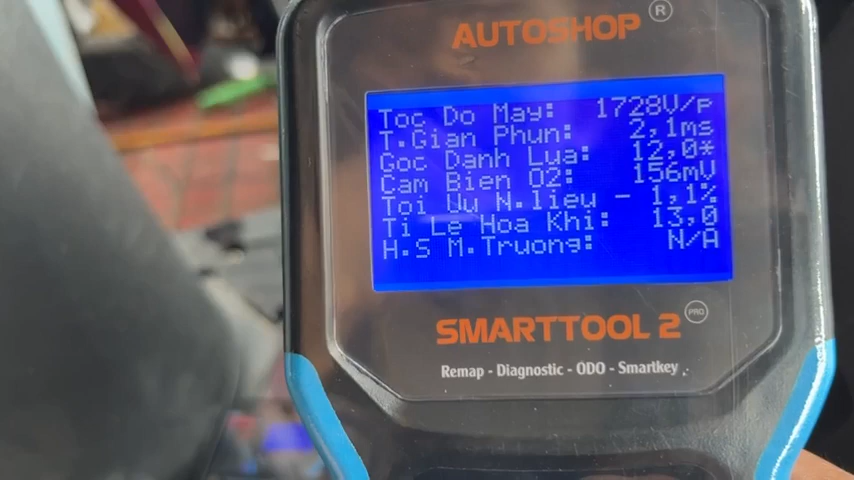 AUTOSHOP ®
Toc Do May: 1728V/p
T.Gian Phun: 2,1ms
Goc Danh Lua: 12,0*
Cam Bien O2: 156mV
Toi Uu N.lieu - 1,1%
Ti Le Hoa Khi: 13,0
H.S M.Truong: N/A
SMARTTOOL 2 PRO
Remap - Diagnostic - ODO - Smartkey